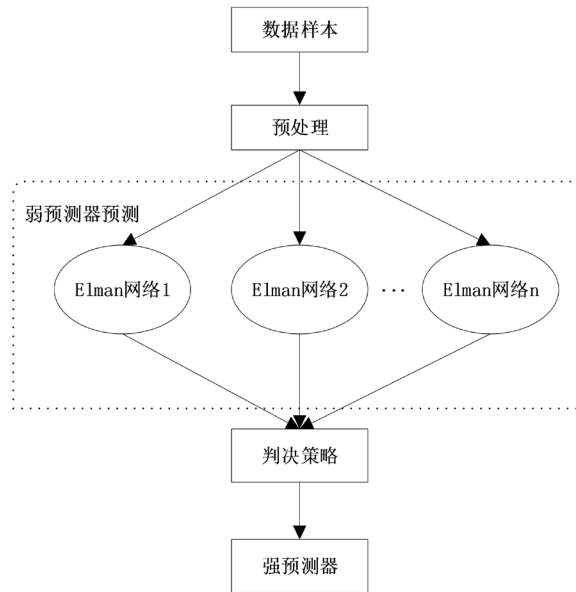 数据样本
预处理
弱预测器预测
Elman网络1
Elman网络2
···
Elman网络n
判决策略
强预测器